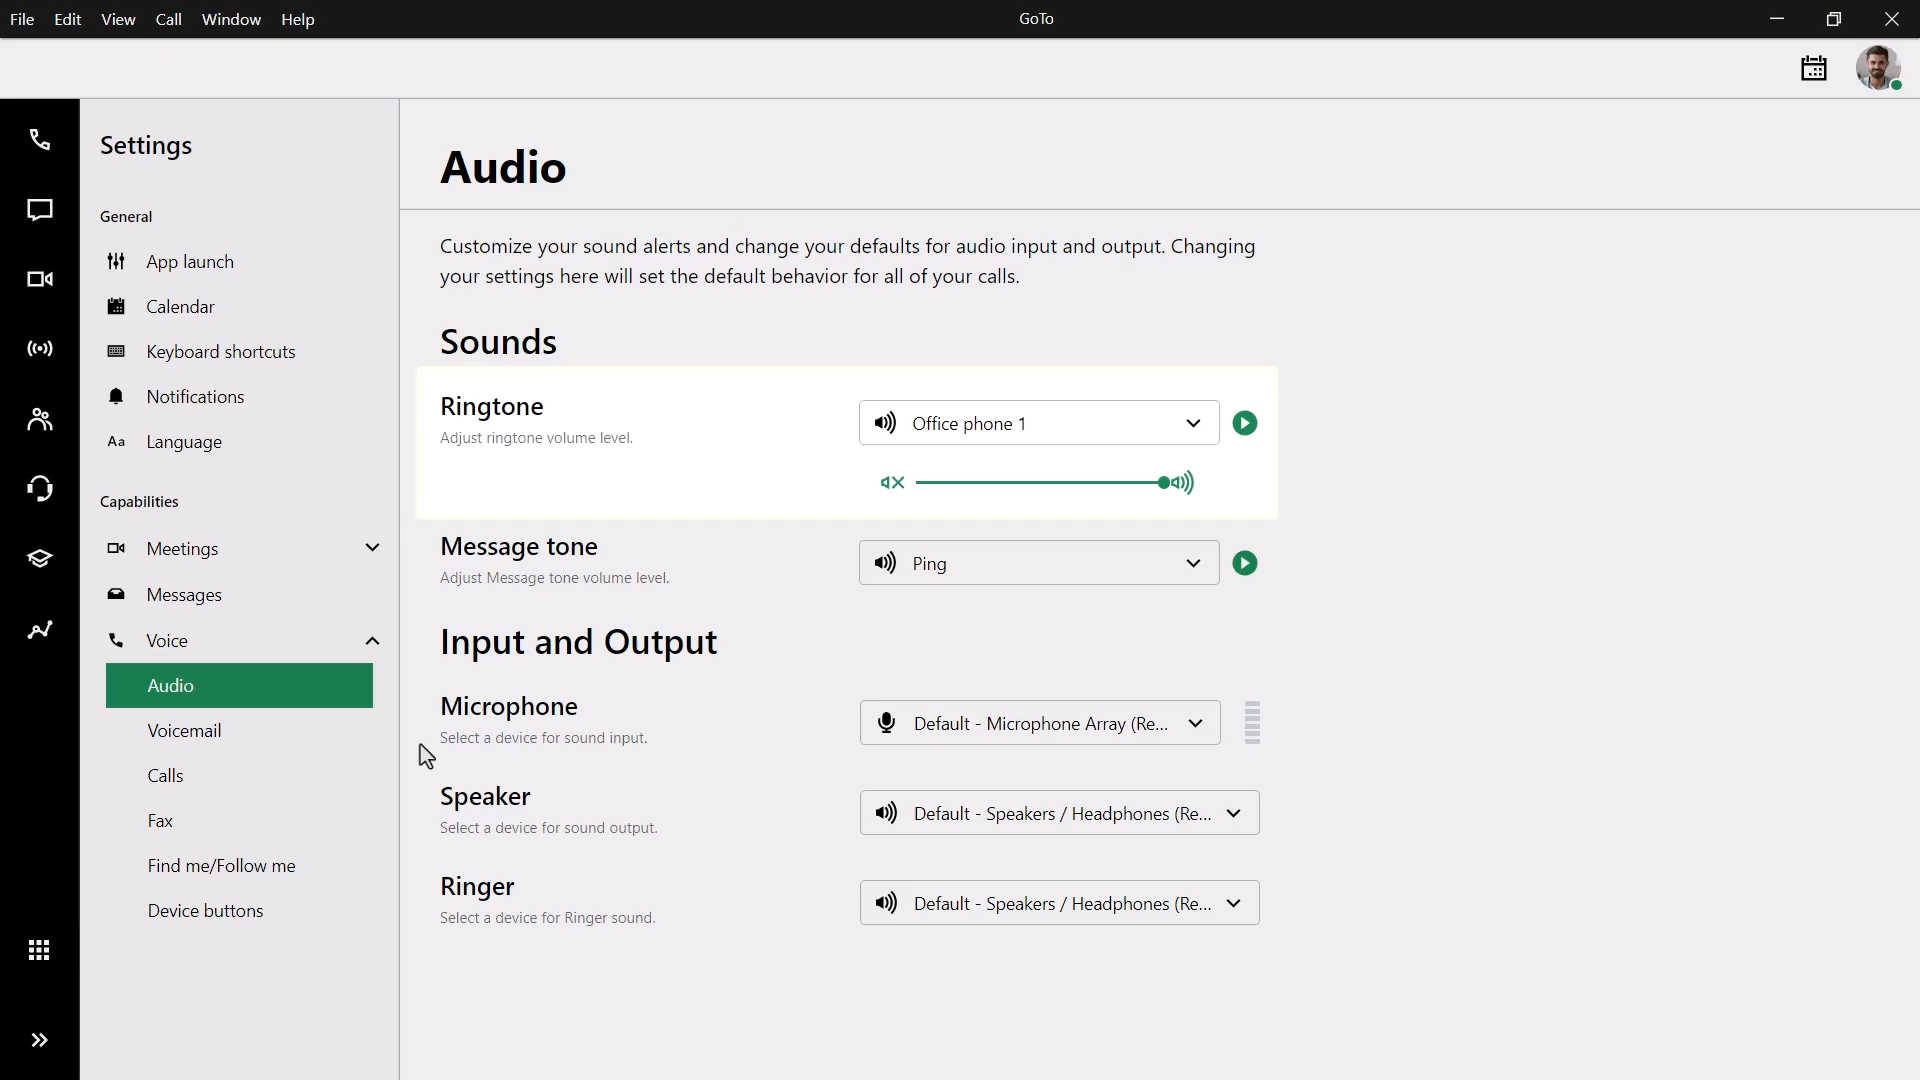 File Edit View Call Window Help
GoTo
Settings
General
App launch
Calendar
Keyboard shortcuts
Notifications
Aa Language
Capabilities
Meetings
Messages
Voice
Audio
Voicemail
Calls
Fax
Find me/Follow me
Device buttons
Audio
Customize your sound alerts and change your defaults for audio input and output. Changing
your settings here will set the default behavior for all of your calls.
Sounds
Ringtone
Adjust ringtone volume level.
Office phone 1
Message tone
Adjust Message tone volume level.
Ping
Input and Output
Microphone
Select a device for sound input.
Default - Microphone Array (Re...
Speaker
Select a device for sound output.
Default - Speakers / Headphones (Re...
Ringer
Select a device for Ringer sound.
Default - Speakers / Headphones (Re...